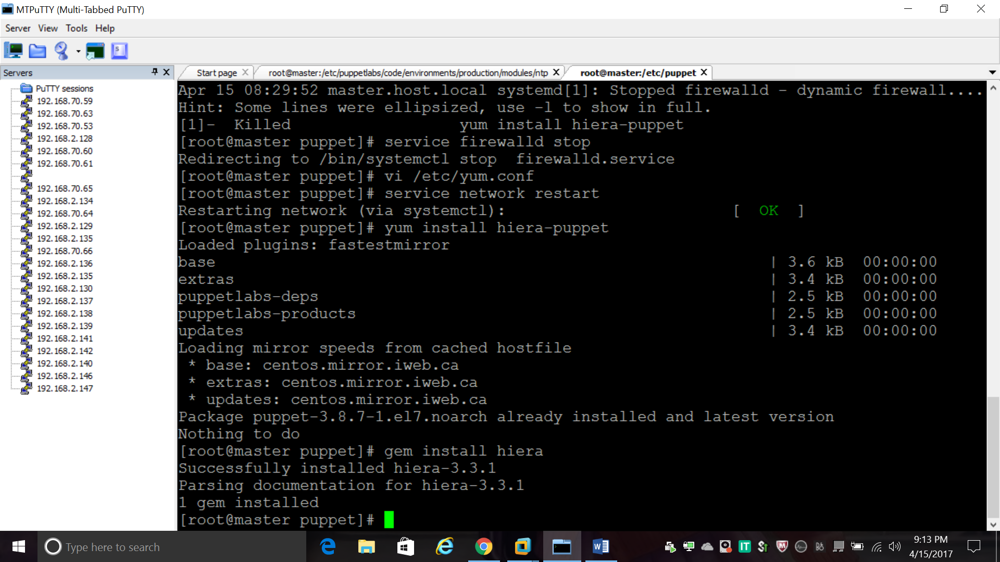 MTPuTTY (Multi-Tabbed PuTTY)
Server View Tools Help
Servers
Start page
root@master:/etc/puppetlabs/code/environments/production/modules/ntp
root@master:/etc/puppet
PuTTY sessions
192.168.70.59
192.168.70.63
192.168.70.53
192.168.2.128
192.168.70.60
192.168.70.61
192.168.70.65
192.168.2.134
192.168.70.64
192.168.2.129
192.168.2.135
192.168.70.66
192.168.2.136
192.168.2.135
192.168.2.130
192.168.2.137
192.168.2.138
192.168.2.139
192.168.2.141
192.168.2.142
192.168.2.140
192.168.2.146
192.168.2.147
Apr 15 08:29:52 master.host.local systemd[1]: Stopped firewalld - dynamic firewall....
Hint: Some lines were ellipsized, use -l to show in full.
[1]-  Killed                  yum install hiera-puppet
[root@master puppet]# service firewalld stop
Redirecting to /bin/systemctl stop  firewalld.service
[root@master puppet]# vi /etc/yum.conf
[root@master puppet]# service network restart
Restarting network (via systemctl):                        [  OK  ]
[root@master puppet]# yum install hiera-puppet
Loaded plugins: fastestmirror
base                                                           | 3.6 kB  00:00:00
extras                                                         | 3.4 kB  00:00:00
puppetlabs-deps                                                | 2.5 kB  00:00:00
puppetlabs-products                                            | 2.5 kB  00:00:00
updates                                                        | 3.4 kB  00:00:00
Loading mirror speeds from cached hostfile
 * base: centos.mirror.iweb.ca
 * extras: centos.mirror.iweb.ca
 * updates: centos.mirror.iweb.ca
Package puppet-3.8.7-1.el7.noarch already installed and latest version
Nothing to do
[root@master puppet]# gem install hiera
Successfully installed hiera-3.3.1
Parsing documentation for hiera-3.3.1
1 gem installed
[root@master puppet]#
Type here to search
9:13 PM
4/15/2017